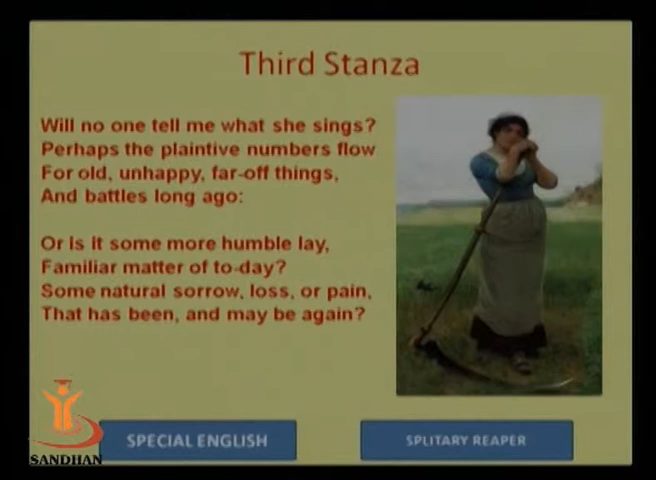 Third Stanza
Will no one tell me what she sings?
Perhaps the plaintive numbers flow
For old, unhappy, far-off things,
And battles long ago:
Or is it some more humble lay,
Familiar matter of to-day?
Some natural sorrow, loss, or pain,
That has been, and may be again?
SANDHAN
SPECIAL ENGLISH
SPLITARY REAPER